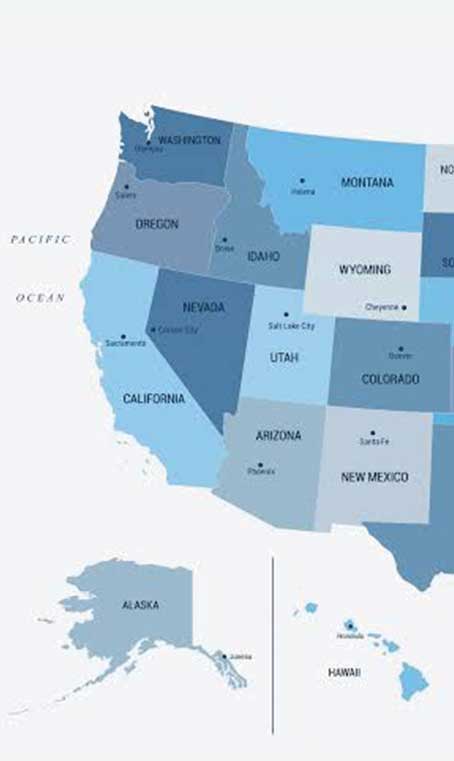 WASHINGTON
Olympia
MONTANA
Helena
NO
Salem
OREGON
PACIFIC
Boise
IDAHO
WYOMING
SO
OCEAN
NEVADA
Cheyenne
Salt Lake City
Carson City
Sacramento
UTAH
Denver
COLORADO
CALIFORNIA
ARIZONA
Santa Fe
Phoenix
NEW MEXICO
ALASKA
Honolulu
Juneau
HAWAII